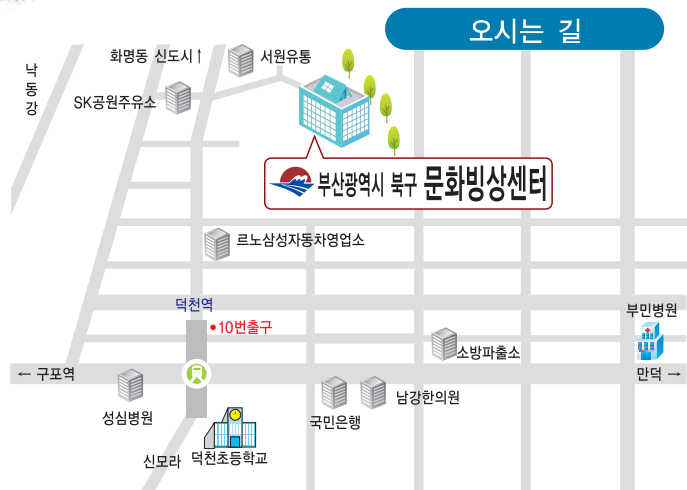 오시는 길
화명동 신도시↑
서원유통
낙동강
SK공원주유소
부산광역시 북구 문화빙상센터
르노삼성자동차영업소
덕천역
•10번출구
부민병원
소방파출소
← 구포역
만덕 →
성심병원
남강한의원
국민은행
신모라
덕천초등학교